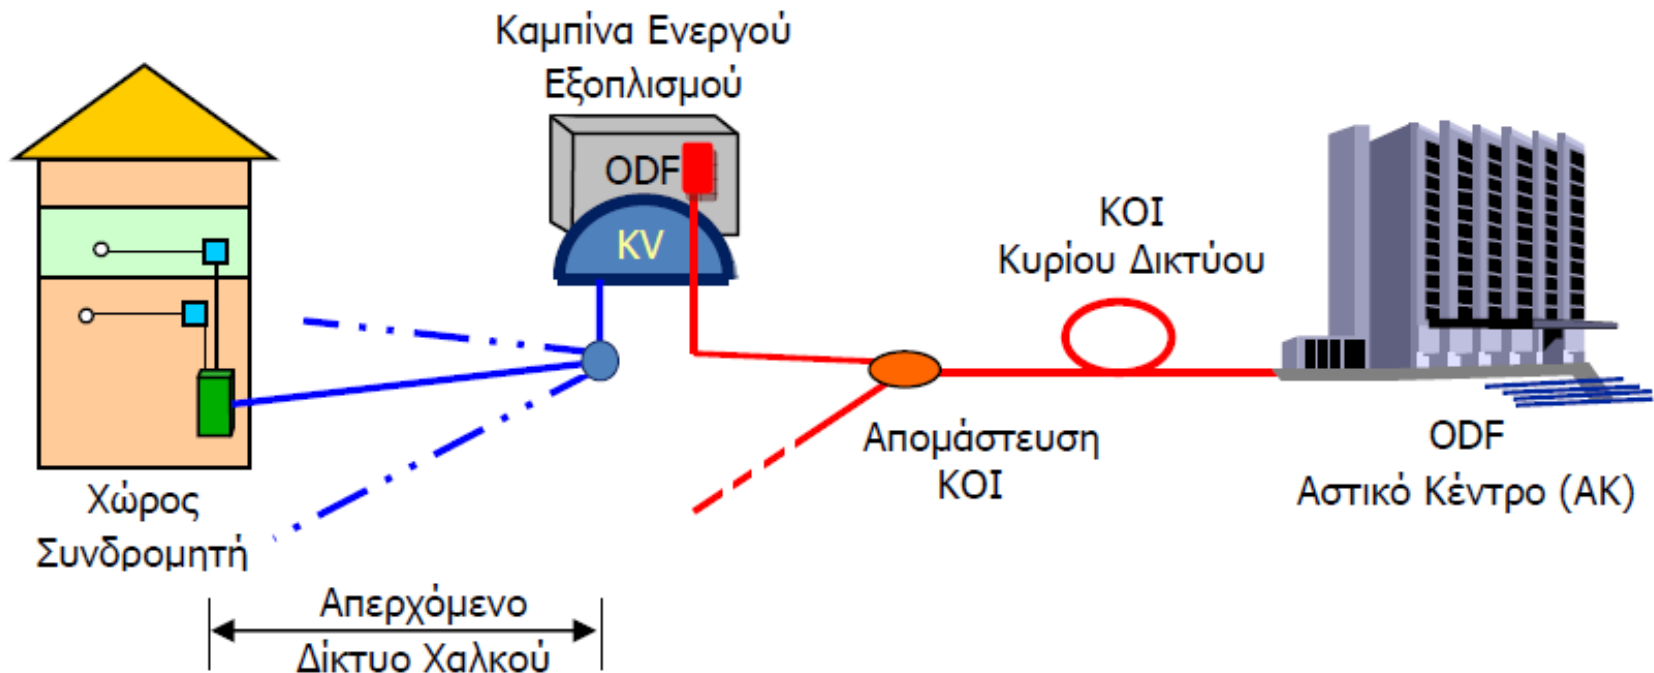 Καμπίνα Ενεργού
Εξοπλισμού
ODF
KV
ΚΟΙ
Κυρίου Δικτύου
Απομάστευση
ΚΟΙ
ODF
Αστικό Κέντρο (ΑΚ)
Χώρος
Συνδρομητή
Απερχόμενο
Δίκτυο Χαλκού